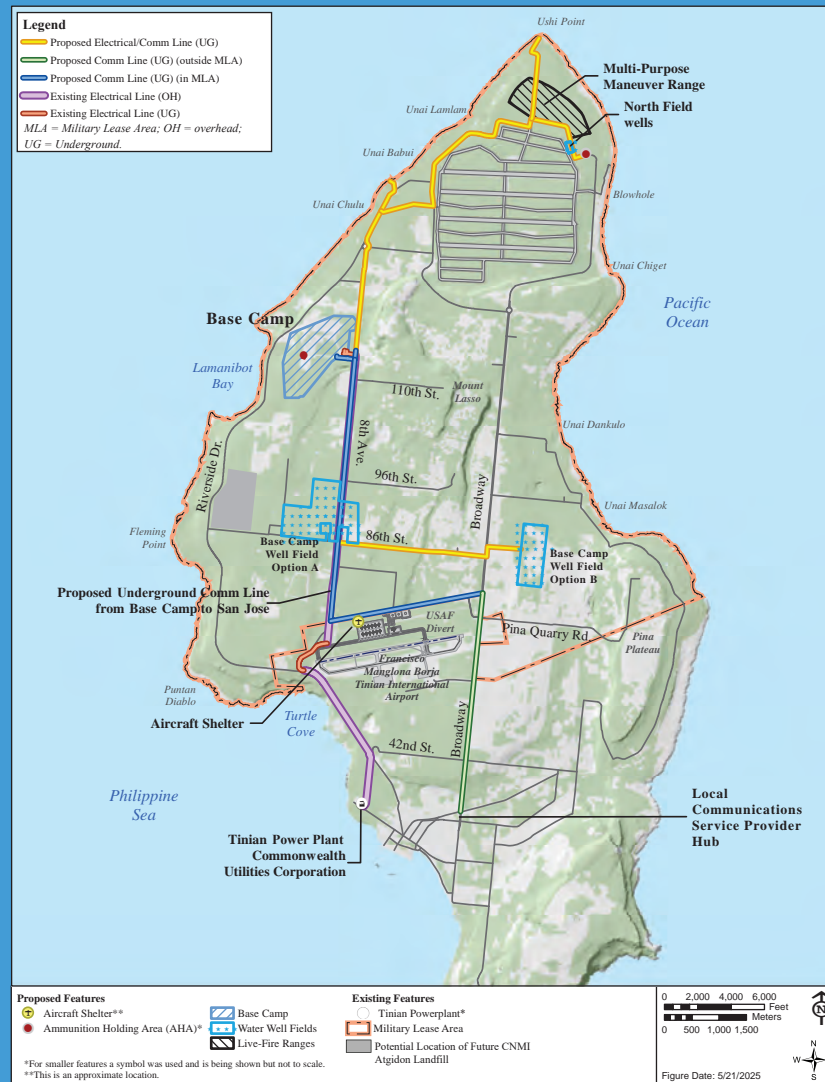 Legend
Proposed Electrical/Comm Line (UG)
Proposed Comm Line (UG) (outside MLA)
Proposed Comm Line (UG) (in MLA)
Existing Electrical Line (OH)
Existing Electrical Line (UG)
MLA = Military Lease Area; OH = overhead;
UG = Underground.
Ushi Point
Multi-Purpose
Maneuver Range
North Field
wells
Unai Lamlam
Unai Babui
Unai Chulu
Blowhole
Unai Chiget
Pacific
Ocean
Base Camp
Lamanibot
Bay
110th St.
Mount
Lasso
8th Ave.
Unai Dankulo
Riverside Dr.
96th St.
Broadway
Unai Masalok
Fleming
Point
86th St.
Base Camp
Well Field
Option A
Base Camp
Well Field
Option B
Proposed Underground Comm Line
from Base Camp to San Jose
USAF
Divert
Pina Quarry Rd
Pina
Plateau
Francisco
Manglona Borja
Tinian International
Airport
Puntan
Diablo
Aircraft Shelter
Turtle
Cove
42nd St.
Broadway
Philippine
Sea
Local
Communications
Service Provider
Hub
Tinian Power Plant
Commonwealth
Utilities Corporation
Proposed Features
Aircraft Shelter**
Ammunition Holding Area (AHA)*
Base Camp
Water Well Fields
Live-Fire Ranges
Existing Features
Tinian Powerplant*
Military Lease Area
Potential Location of Future CNMI
Atgidon Landfill
*For smaller features a symbol was used and is being shown but not to scale.
**This is an approximate location.
0 2,000 4,000 6,000
Feet
Meters
0 500 1,000 1,500
N
N
W
S
Figure Date: 5/21/2025